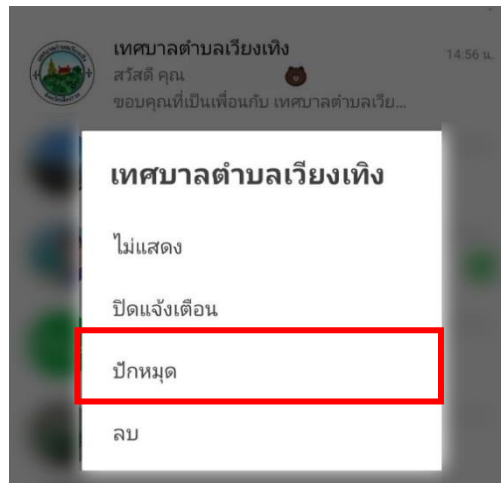 เทศบาลตำบลเวียงเทิง
14:56 น.
สวัสดี คุณ
ขอบคุณที่เป็นเพื่อนกับ เทศบาลตำบลเวีย...
เทศบาลตำบลเวียงเทิง
ไม่แสดง
ปิดแจ้งเตือน
ปักหมุด
ลบ